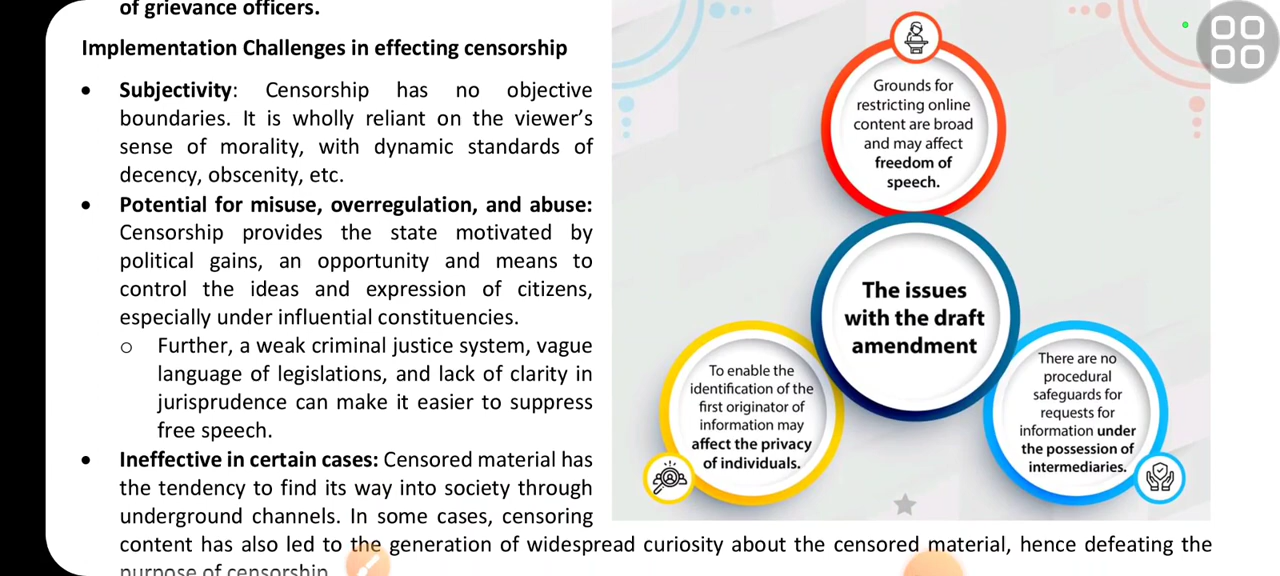 of grievance officers.
Implementation Challenges in effecting censorship
• Subjectivity: Censorship has no objective
boundaries. It is wholly reliant on the viewer's
sense of morality, with dynamic standards of
decency, obscenity, etc.
• Potential for misuse, overregulation, and abuse:
Censorship provides the state motivated by
political gains, an opportunity and means to
control the ideas and expression of citizens,
especially under influential constituencies.
o Further, a weak criminal justice system, vague
language of legislations, and lack of clarity in
jurisprudence can make it easier to suppress
free speech.
• Ineffective in certain cases: Censored material has
the tendency to find its way into society through
underground channels. In some cases, censoring
content has also led to the generation of widespread curiosity about the censored material, hence defeating the
purpose of censorship.
Grounds for
restricting online
content are broad
and may affect
freedom of
speech.
The issues
with the draft
amendment
To enable the
identification of the
first originator of
information may
affect the privacy
of individuals.
There are no
procedural
safeguards for
requests for
information under
the possession of
intermediaries.